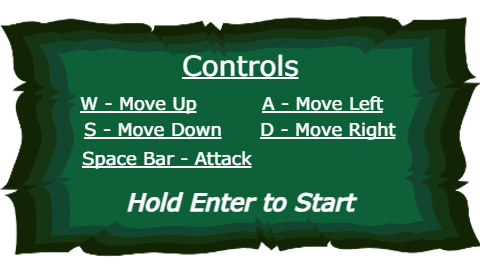 Controls
W - Move Up A - Move Left
S - Move Down D - Move Right
Space Bar - Attack
Hold Enter to Start